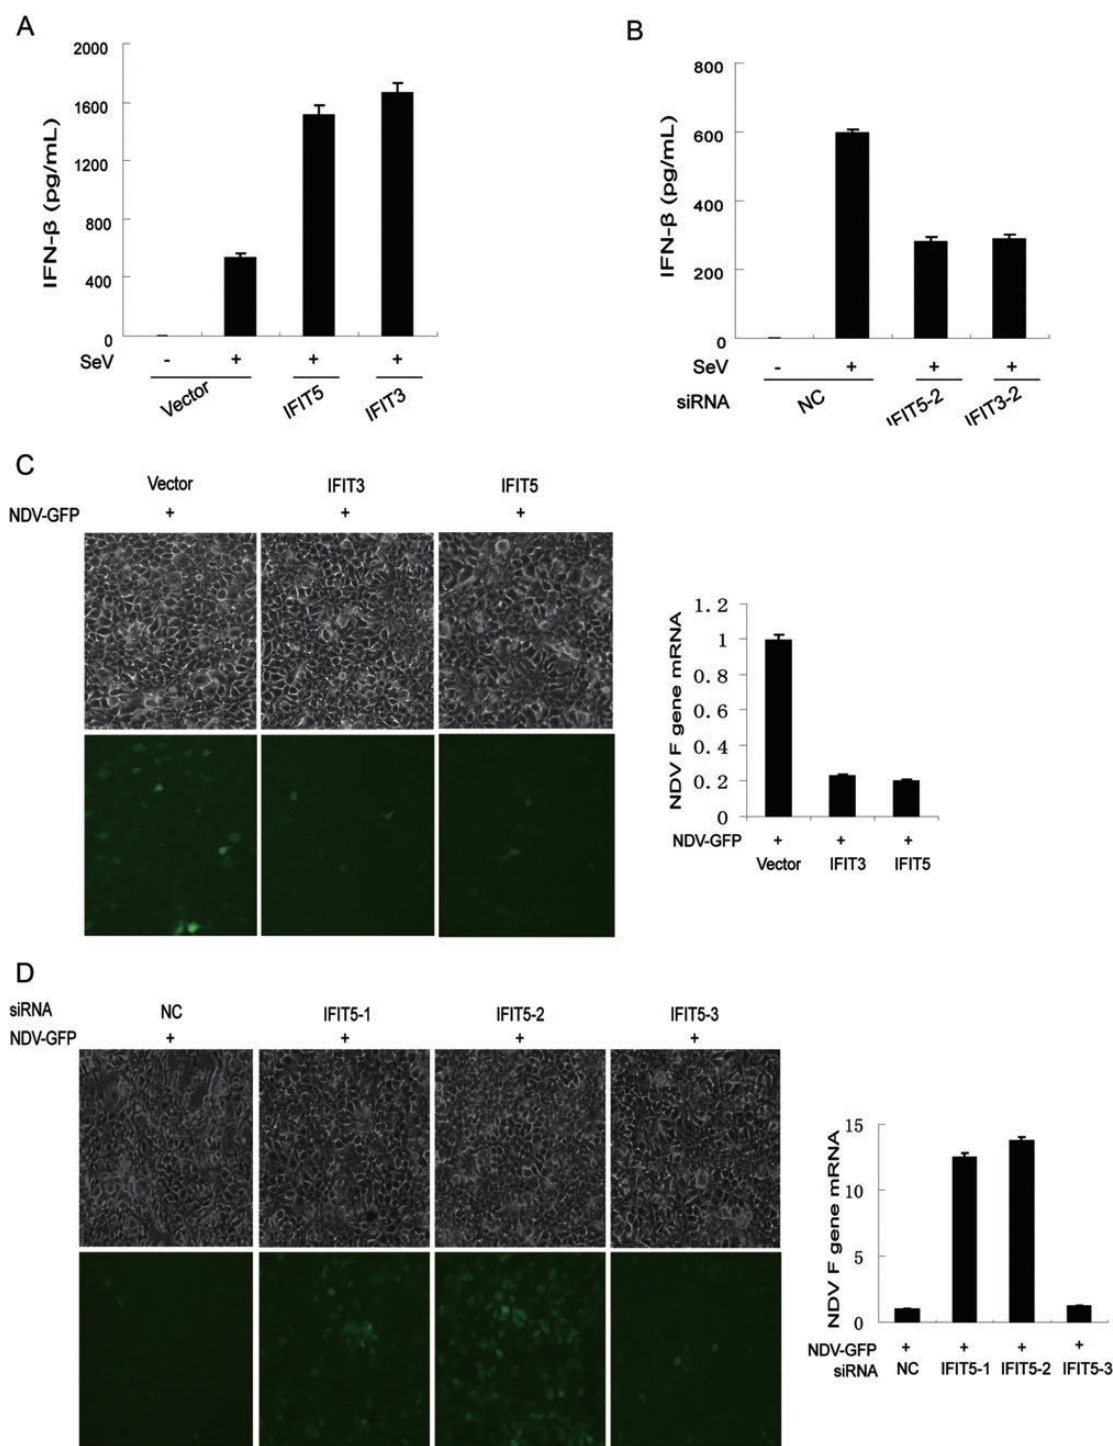 A
IFN-β (pg/mL)
2000
1600
1200
800
400
0
SeV - + + +
Vector IFIT5 IFIT3
B
IFN-β (pg/mL)
800
600
400
200
0
SeV - + + +
siRNA NC IFIT5-2 IFIT3-2
C
Vector IFIT3 IFIT5
NDV-GFP + + +
NDV F gene mRNA
1.2
1
0.8
0.6
0.4
0.2
0
NDV-GFP + + +
Vector IFIT3 IFIT5
D
siRNA NC IFIT5-1 IFIT5-2 IFIT5-3
NDV-GFP + + + +
NDV F gene mRNA
15
10
5
0
NDV-GFP + + + +
siRNA NC IFIT5-1 IFIT5-2 IFIT5-3